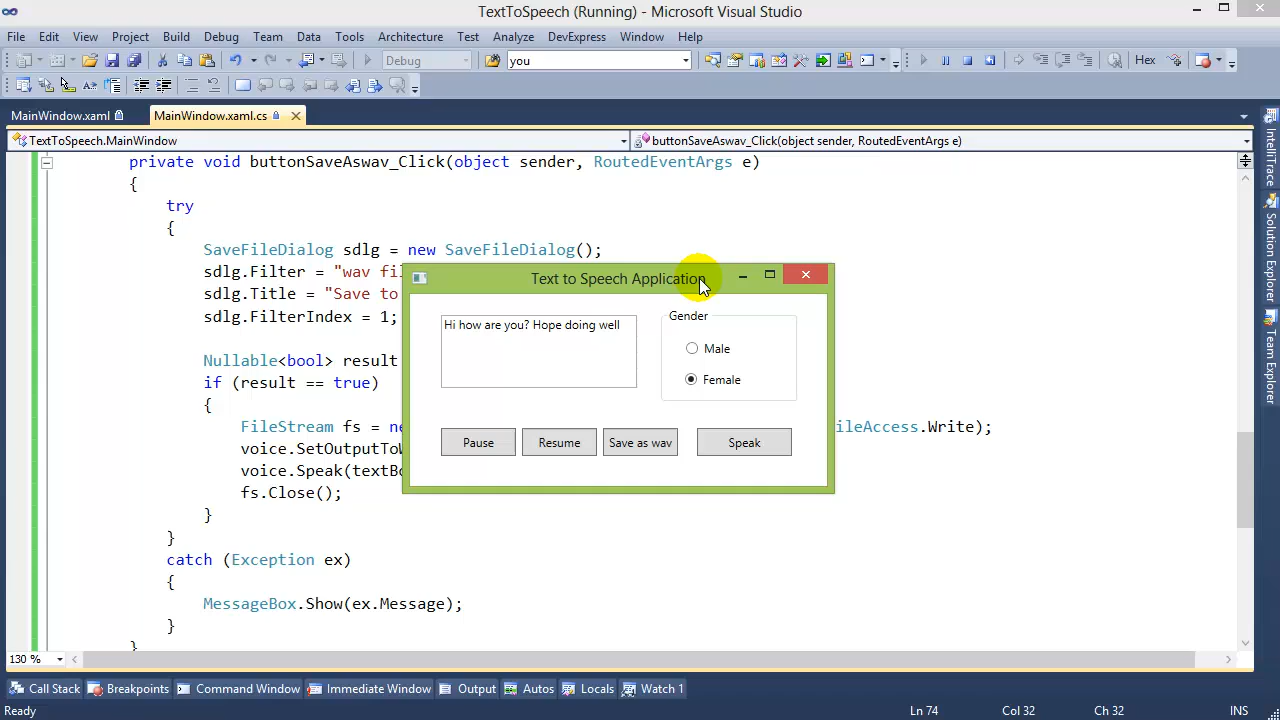 TextToSpeech (Running) - Microsoft Visual Studio
File Edit View Project Build Debug Team Data Tools Architecture Test Analyze DevExpress Window Help
Debug you Hex
MainWindow.xaml MainWindow.xaml.cs
TextToSpeech.MainWindow buttonSaveAswav_Click(object sender, RoutedEventArgs e)
private void buttonSaveAswav_Click(object sender, RoutedEventArgs e)
{
try
{
SaveFileDialog sdlg = new SaveFileDialog();
sdlg.Filter = "wav fi
sdlg.Title = "Save to
sdlg.FilterIndex = 1;
Nullable<bool> result
if (result == true)
{
FileStream fs = ne ileAccess.Write);
voice.SetOutputToW
voice.Speak(textBo
fs.Close();
}
}
catch (Exception ex)
{
MessageBox.Show(ex.Message);
}
}
Text to Speech Application
Hi how are you? Hope doing well
Gender
Male
Female
Pause Resume Save as wav Speak
IntelliTrace
Solution Explorer
Team Explorer
130 %
Call Stack Breakpoints Command Window Immediate Window Output Autos Locals Watch 1
Ready Ln 74 Col 32 Ch 32 INS